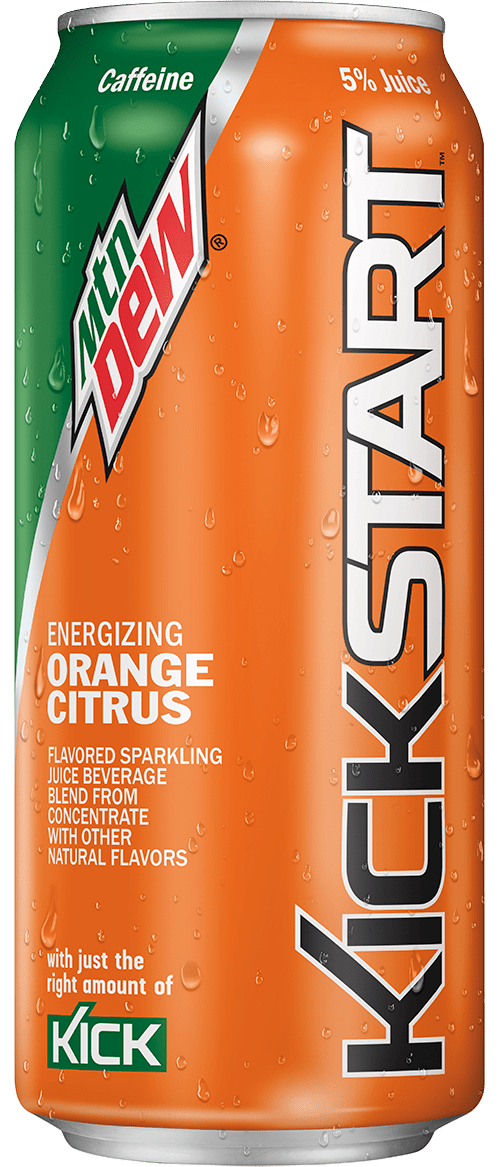 Caffeine
5% Juice
Mtn
Dew®
KICKSTART™
ENERGIZING
ORANGE
CITRUS
FLAVORED SPARKLING
JUICE BEVERAGE
BLEND FROM
CONCENTRATE
WITH OTHER
NATURAL FLAVORS
with just the
right amount of
KICK